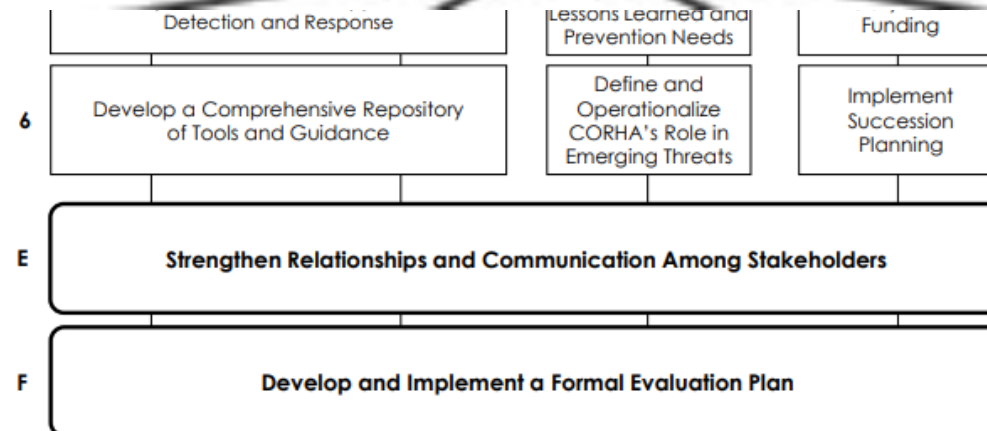 Detection and Response
Lessons Learned and
Prevention Needs
Funding
6
Develop a Comprehensive Repository
of Tools and Guidance
Define and
Operationalize
CORHA's Role in
Emerging Threats
Implement
Succession
Planning
E
Strengthen Relationships and Communication Among Stakeholders
F
Develop and Implement a Formal Evaluation Plan